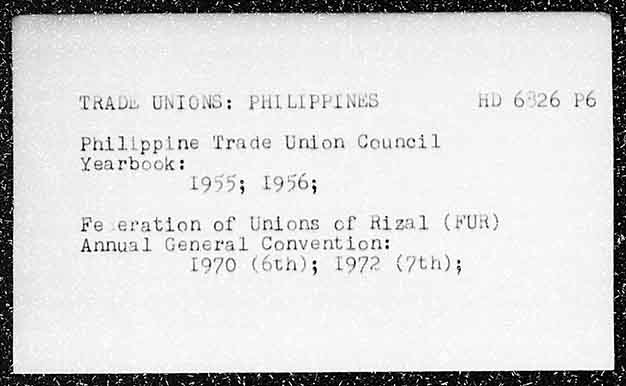 TRADE UNIONS: PHILIPPINES HD 6826 P6
Philippine Trade Union Council
Yearbook:
1955; 1956;
Federation of Unions of Rizal (FUR)
Annual General Convention:
1970 (6th); 1972 (7th);